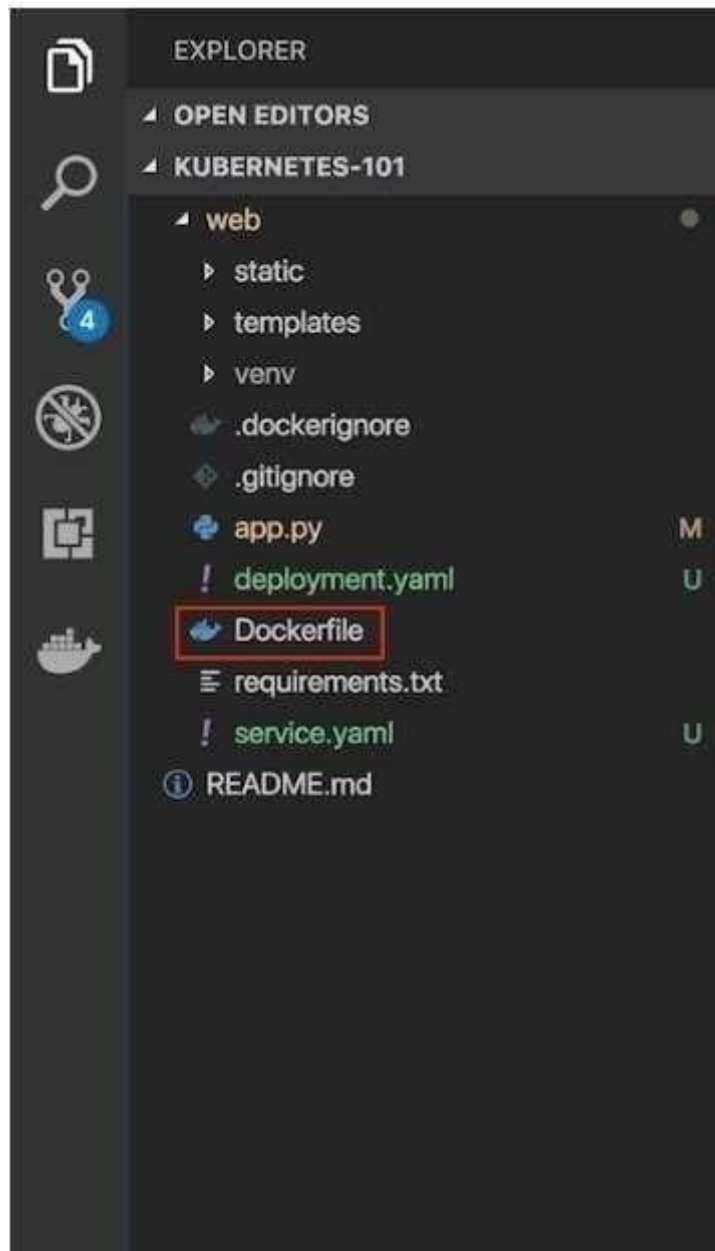 EXPLORER
OPEN EDITORS
KUBERNETES-101
web
static
templates
4
venv
.dockerignore
.gitignore
app.py M
deployment.yaml U
Dockerfile
requirements.txt
service.yaml U
README.md